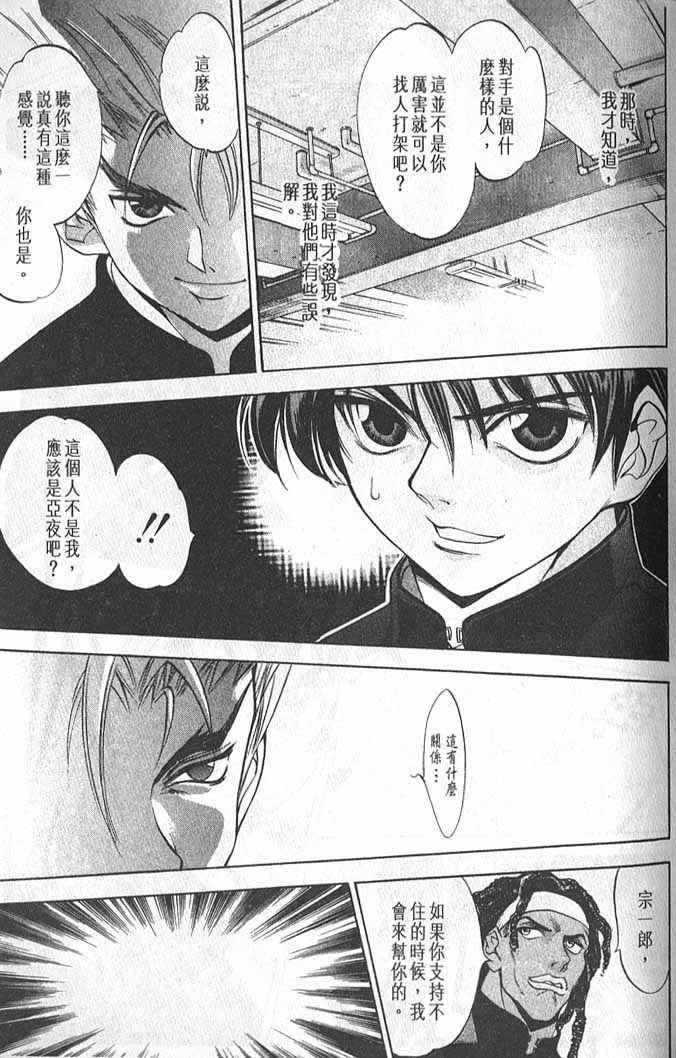 那時，
我才知道，
對手是個什
麼樣的人，
這並不是你
厲害就可以
找人打架吧？
我這時才發現，
我對他們有些誤
解。
這麼說，
聽你這麼一
說真有這種
感覺……
你也是。
!!
這個人不是我，
應該是亞夜吧？
這有什麼
關係…
宗一郎，
如果你支持不
住的時候，我
會來幫你的。